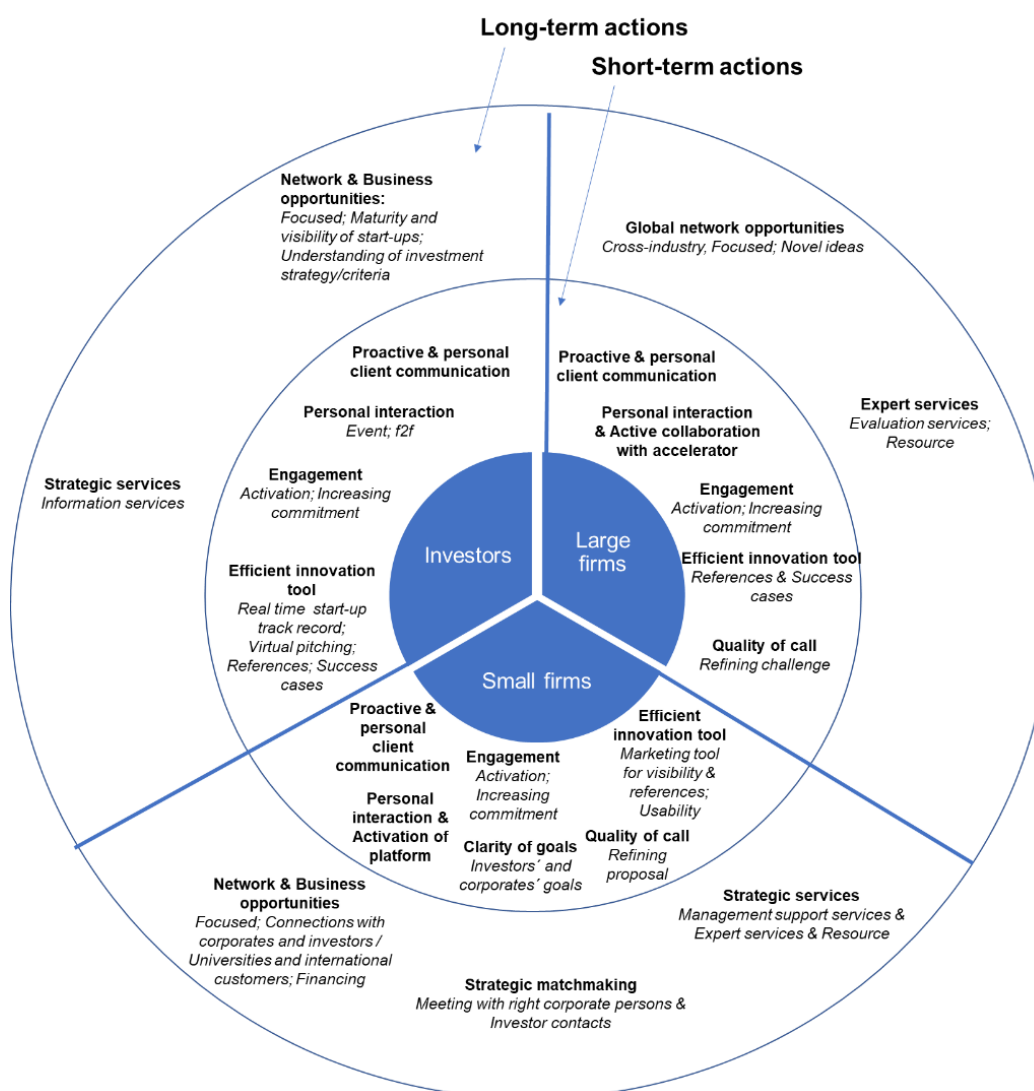 Long-term actions
Short-term actions
Network & Business
opportunities:
Focused; Maturity and
visibility of start-ups;
Understanding of investment
strategy/criteria
Global network opportunities
Cross-industry, Focused; Novel ideas
Proactive & personal
client communication
Proactive & personal
client communication
Personal interaction
Event; f2f
Personal interaction
& Active collaboration
with accelerator
Expert services
Evaluation services;
Resource
Strategic services
Information services
Engagement
Activation; Increasing
commitment
Engagement
Activation; Increasing
commitment
Investors
Large
firms
Efficient innovation
tool
Real time start-up
track record;
Virtual pitching;
References; Success
cases
Efficient innovation tool
References & Success
cases
Quality of call
Refining challenge
Small firms
Proactive &
personal
client
communication
Personal
interaction &
Activation of
platform
Engagement
Activation;
Increasing
commitment
Clarity of goals
Investors´ and
corporates´ goals
Efficient
innovation tool
Marketing tool
for visibility &
references;
Usability
Quality of call
Refining
proposal
Network & Business
opportunities
Focused; Connections with
corporates and investors /
Universities and international
customers; Financing
Strategic matchmaking
Meeting with right corporate persons &
Investor contacts
Strategic services
Management support services &
Expert services & Resource